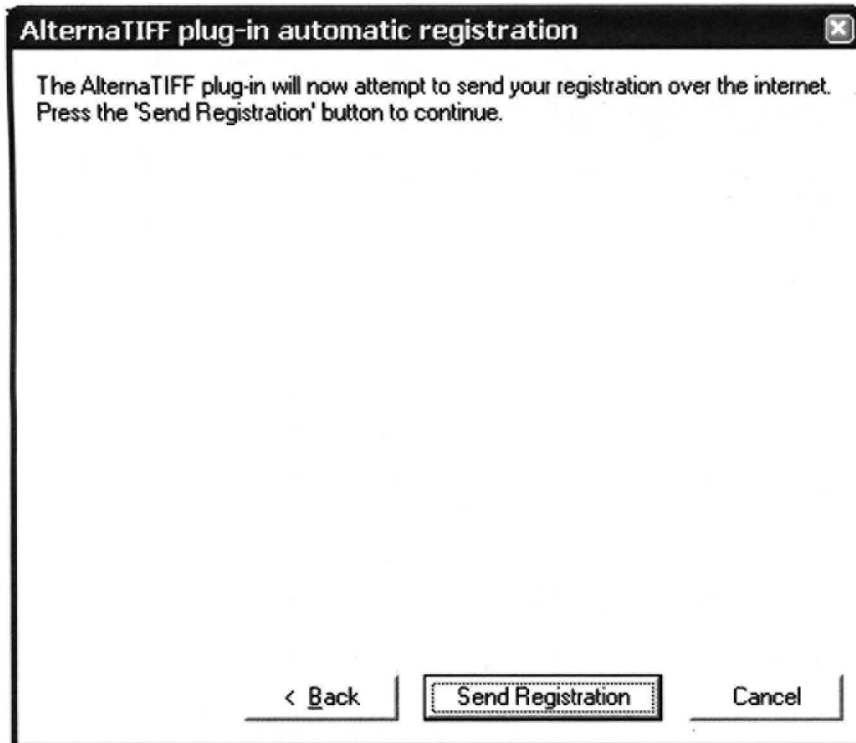 AlternaTIFF plug-in automatic registration
The AlternaTIFF plug-in will now attempt to send your registration over the internet.
Press the 'Send Registration' button to continue.
< Back
Send Registration
Cancel